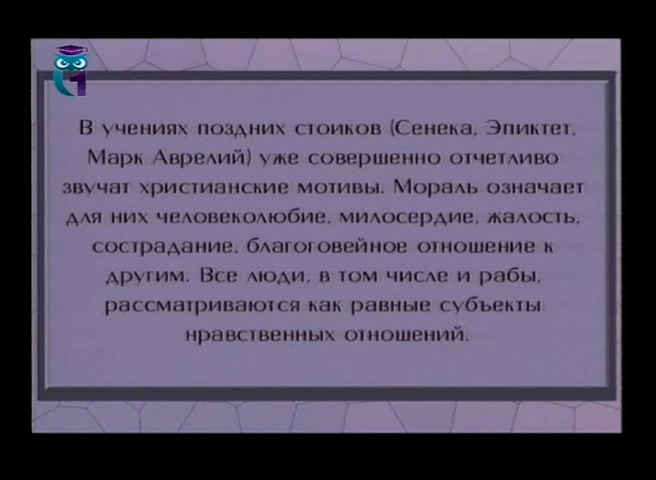 В учениях поздних стоиков (Сенека, Эпиктет,
Марк Аврелий) уже совершенно отчетливо
звучат христианские мотивы. Мораль означает
для них человеколюбие, милосердие, жалость,
сострадание, благоговейное отношение к
другим. Все люди, в том числе и рабы,
рассматриваются как равные субъекты
нравственных отношений.